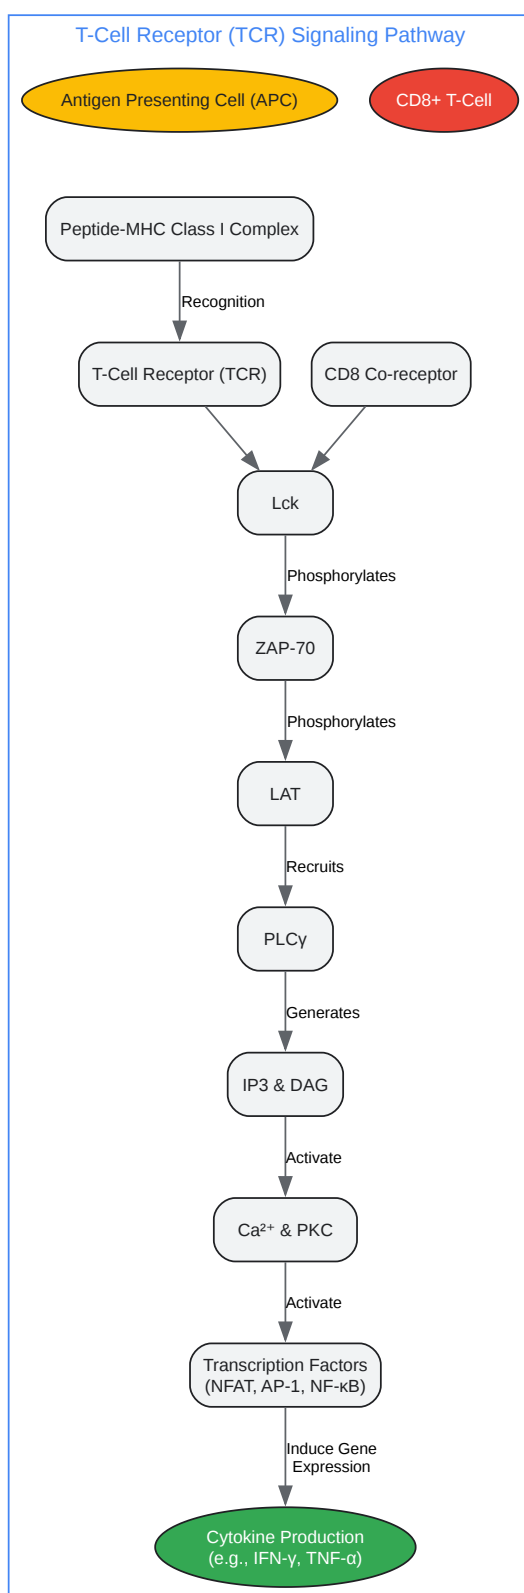 T-Cell Receptor (TCR) Signaling Pathway
Antigen Presenting Cell (APC)
CD8+ T-Cell
Peptide-MHC Class I Complex
Recognition
T-Cell Receptor (TCR)
CD8 Co-receptor
Lck
Phosphorylates
ZAP-70
Phosphorylates
LAT
Recruits
PLCγ
Generates
IP3 & DAG
Activate
Ca²⁺ & PKC
Activate
Transcription Factors
(NFAT, AP-1, NF-κB)
Induce Gene
Expression
Cytokine Production
(e.g., IFN-γ, TNF-α)